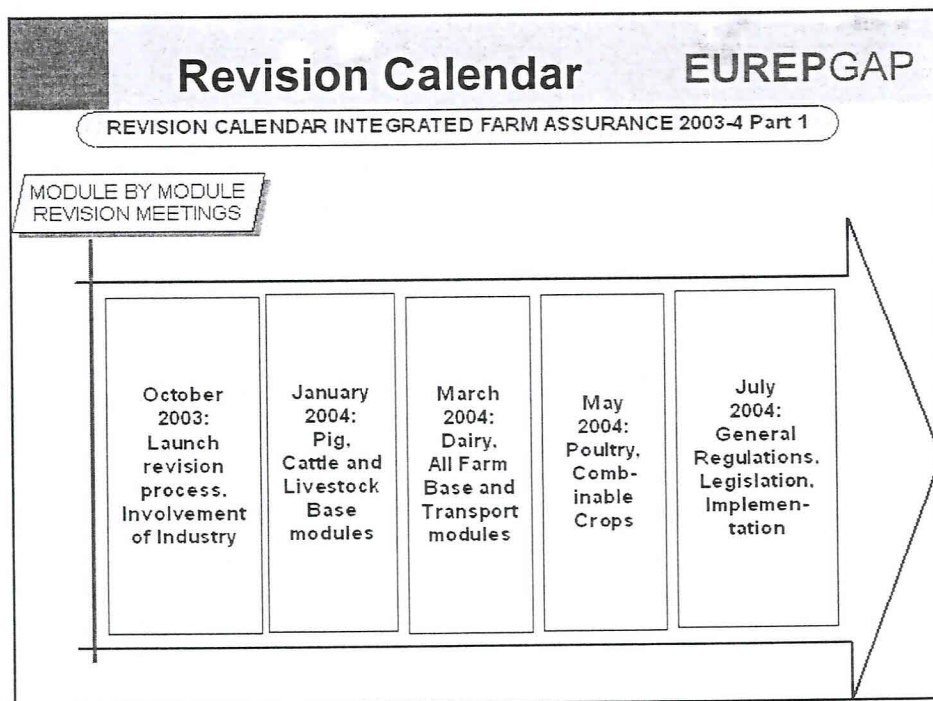 Revision Calendar
EUREPGAP
REVISION CALENDAR INTEGRATED FARM ASSURANCE 2003-4 Part 1
MODULE BY MODULE
REVISION MEETINGS
October
2003:
Launch
revision
process.
Involvement
of Industry
January
2004:
Pig,
Cattle and
Livestock
Base
modules
March
2004:
Dairy,
All Farm
Base and
Transport
modules
May
2004:
Poultry,
Comb-
inable
Crops
July
2004:
General
Regulations,
Legislation,
Implemen-
tation